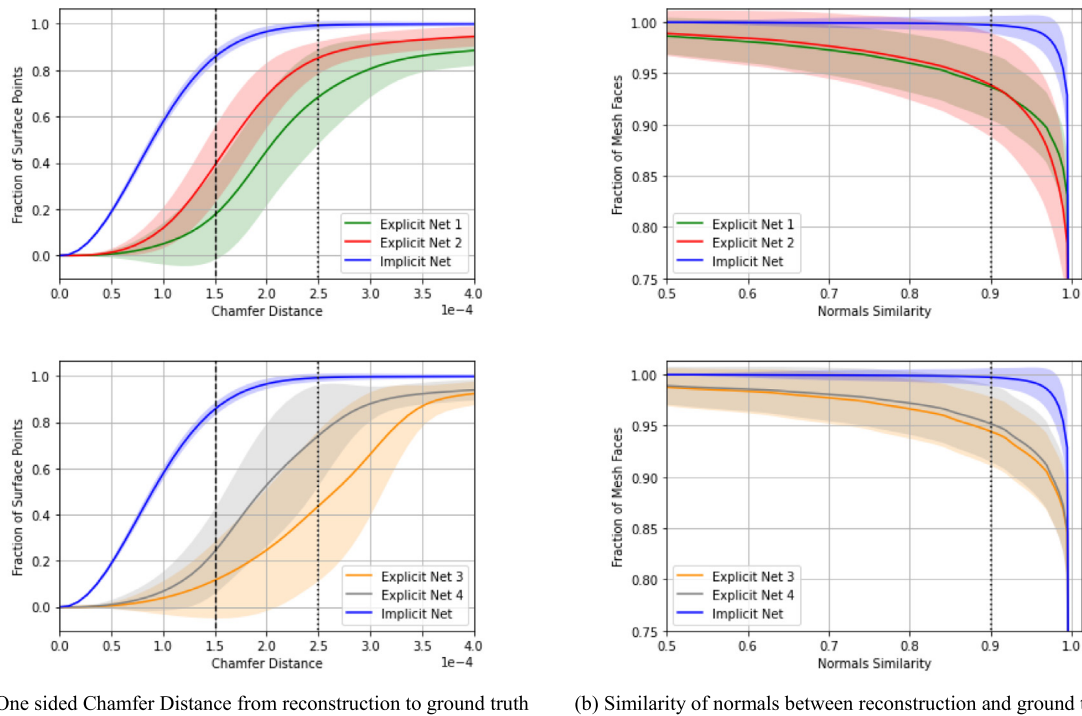 1.0
0.8
0.6
0.4
0.2
0.0
Fraction of Surface Points
Explicit Net 1
Explicit Net 2
Implicit Net
0.0 0.5 1.0 1.5 2.0 2.5 3.0 3.5 4.0
Chamfer Distance
1e−4
1.00
0.95
0.90
0.85
0.80
0.75
Fraction of Mesh Faces
Explicit Net 1
Explicit Net 2
Implicit Net
0.5 0.6 0.7 0.8 0.9 1.0
Normals Similarity
1.0
0.8
0.6
0.4
0.2
0.0
Fraction of Surface Points
Explicit Net 3
Explicit Net 4
Implicit Net
0.0 0.5 1.0 1.5 2.0 2.5 3.0 3.5 4.0
Chamfer Distance
1e−4
1.00
0.95
0.90
0.85
0.80
0.75
Fraction of Mesh Faces
Explicit Net 3
Explicit Net 4
Implicit Net
0.5 0.6 0.7 0.8 0.9 1.0
Normals Similarity
One sided Chamfer Distance from reconstruction to ground truth
(b) Similarity of normals between reconstruction and ground